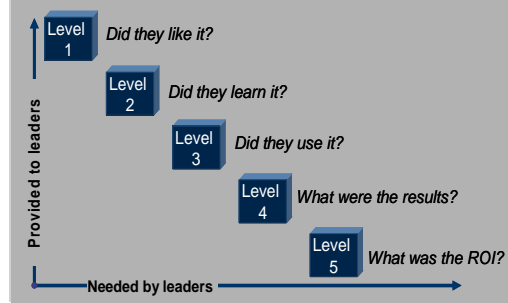 Level
1
Did they like it?
Level
2
Did they learn it?
Level
3
Did they use it?
Level
4
What were the results?
Level
5
What was the ROI?
Provided to leaders
Needed by leaders